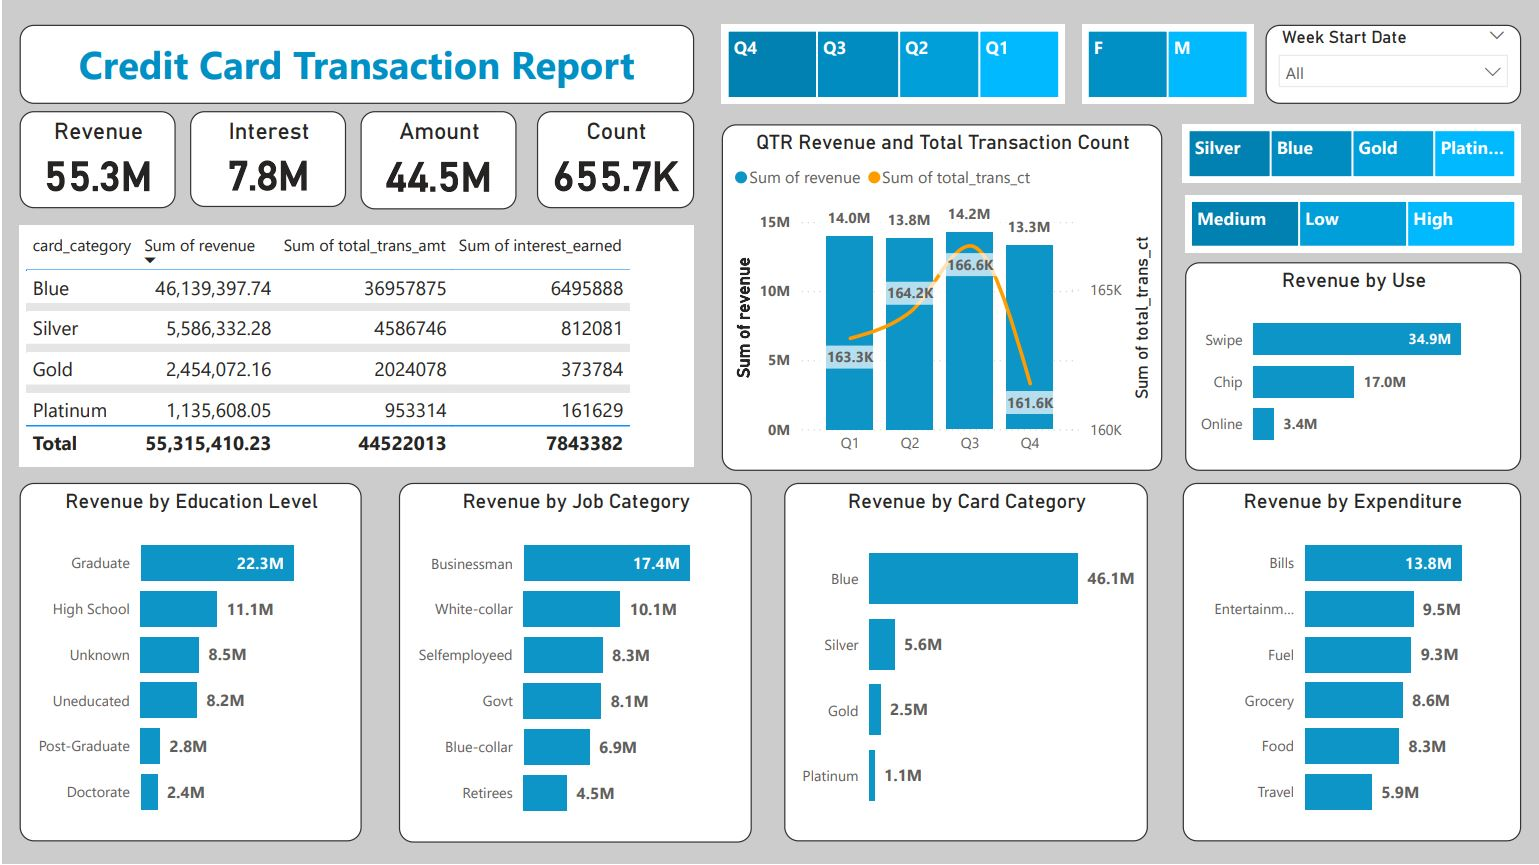 Credit Card Transaction Report
Q4 Q3 Q2 Q1
F M
Week Start Date
All
Revenue
55.3M
Interest
7.8M
Amount
44.5M
Count
655.7K
Silver Blue Gold Platin...
Medium Low High
card_category Sum of revenue Sum of total_trans_amt Sum of interest_earned
Blue 46,139,397.74 36957875 6495888
Silver 5,586,332.28 4586746 812081
Gold 2,454,072.16 2024078 373784
Platinum 1,135,608.05 953314 161629
Total 55,315,410.23 44522013 7843382
QTR Revenue and Total Transaction Count
Sum of revenue Sum of total_trans_ct
Sum of revenue
15M
10M
5M
0M
14.0M 13.8M 14.2M 13.3M
163.3K 164.2K 166.6K 161.6K
Q1 Q2 Q3 Q4
165K
160K
Sum of total_trans_ct
Revenue by Use
Swipe 34.9M
Chip 17.0M
Online 3.4M
Revenue by Education Level
Graduate 22.3M
High School 11.1M
Unknown 8.5M
Uneducated 8.2M
Post-Graduate 2.8M
Doctorate 2.4M
Revenue by Job Category
Businessman 17.4M
White-collar 10.1M
Selfemployeed 8.3M
Govt 8.1M
Blue-collar 6.9M
Retirees 4.5M
Revenue by Card Category
Blue 46.1M
Silver 5.6M
Gold 2.5M
Platinum 1.1M
Revenue by Expenditure
Bills 13.8M
Entertainm... 9.5M
Fuel 9.3M
Grocery 8.6M
Food 8.3M
Travel 5.9M